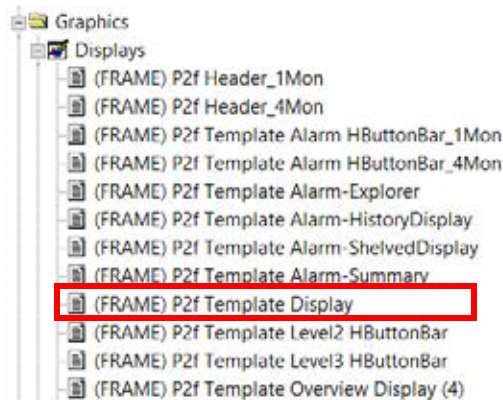 Graphics
Displays
(FRAME) P2f Header_1Mon
(FRAME) P2f Header_4Mon
(FRAME) P2f Template Alarm HButtonBar_1Mon
(FRAME) P2f Template Alarm HButtonBar_4Mon
(FRAME) P2f Template Alarm-Explorer
(FRAME) P2f Template Alarm-HistoryDisplay
(FRAME) P2f Template Alarm-ShelvedDisplay
(FRAME) P2f Template Alarm-Summary
(FRAME) P2f Template Display
(FRAME) P2f Template Level2 HButtonBar
(FRAME) P2f Template Level3 HButtonBar
(FRAME) P2f Template Overview Display (4)